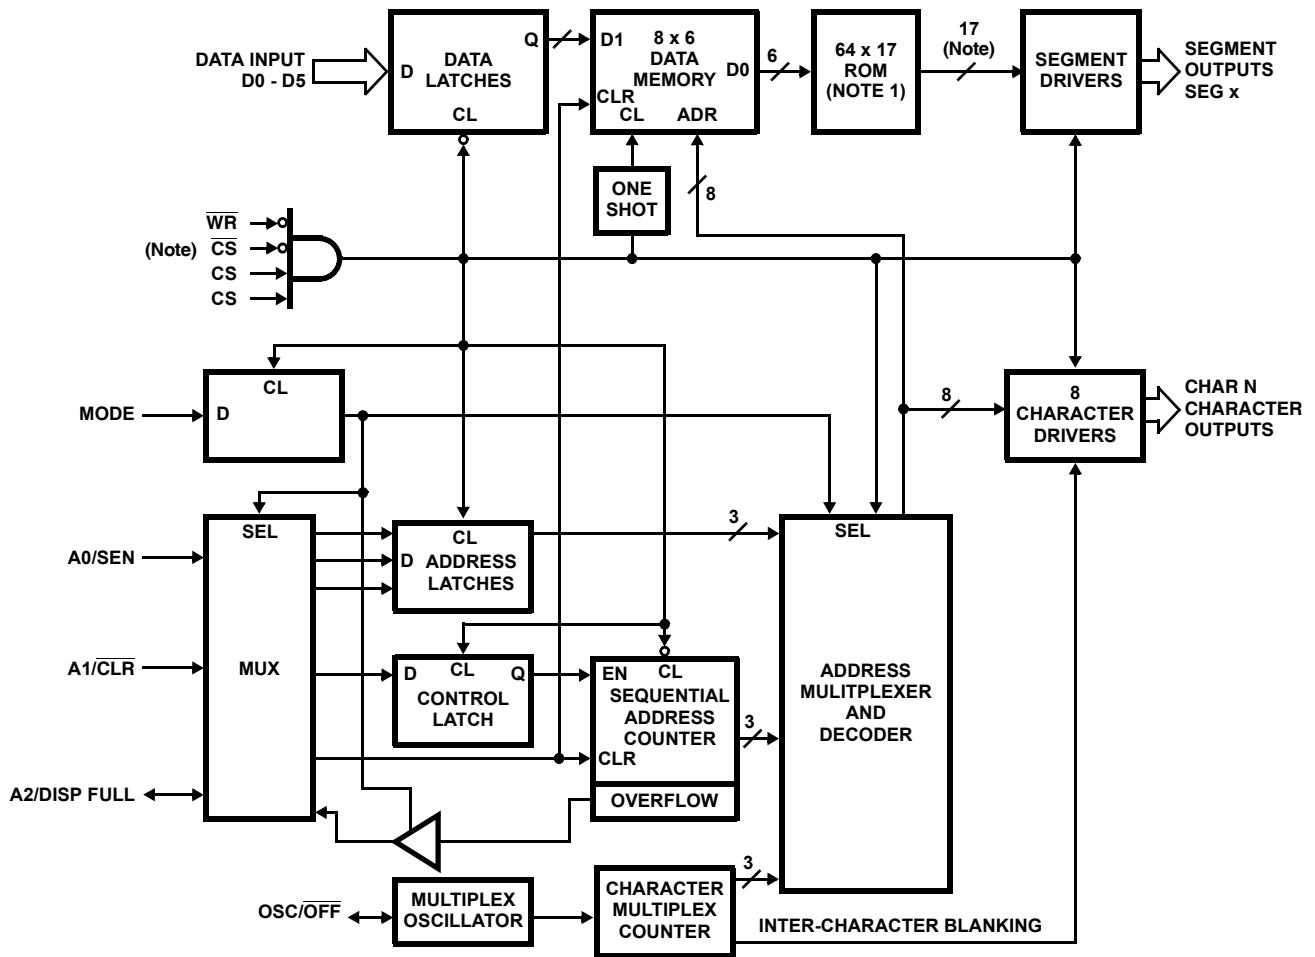 DATA INPUT
D0 - D5
D
DATA
LATCHES
Q
CL
D1
8 x 6
DATA
MEMORY
D0
CLR
CL
ADR
6
64 x 17
ROM
(NOTE 1)
17
(Note)
SEGMENT
DRIVERS
SEGMENT
OUTPUTS
SEG x
ONE
SHOT
8
WR
(Note)
CS
CS
CS
MODE
CL
D
8
8
CHARACTER
DRIVERS
CHAR N
CHARACTER
OUTPUTS
SEL
A0/SEN
A1/CLR
MUX
A2/DISP FULL
CL
D
ADDRESS
LATCHES
3
SEL
ADDRESS
MULITPLEXER
AND
DECODER
D
CL
Q
CONTROL
LATCH
EN
CL
SEQUENTIAL
ADDRESS
COUNTER
CLR
3
OVERFLOW
OSC/OFF
MULTIPLEX
OSCILLATOR
CHARACTER
MULTIPLEX
COUNTER
3
INTER-CHARACTER BLANKING